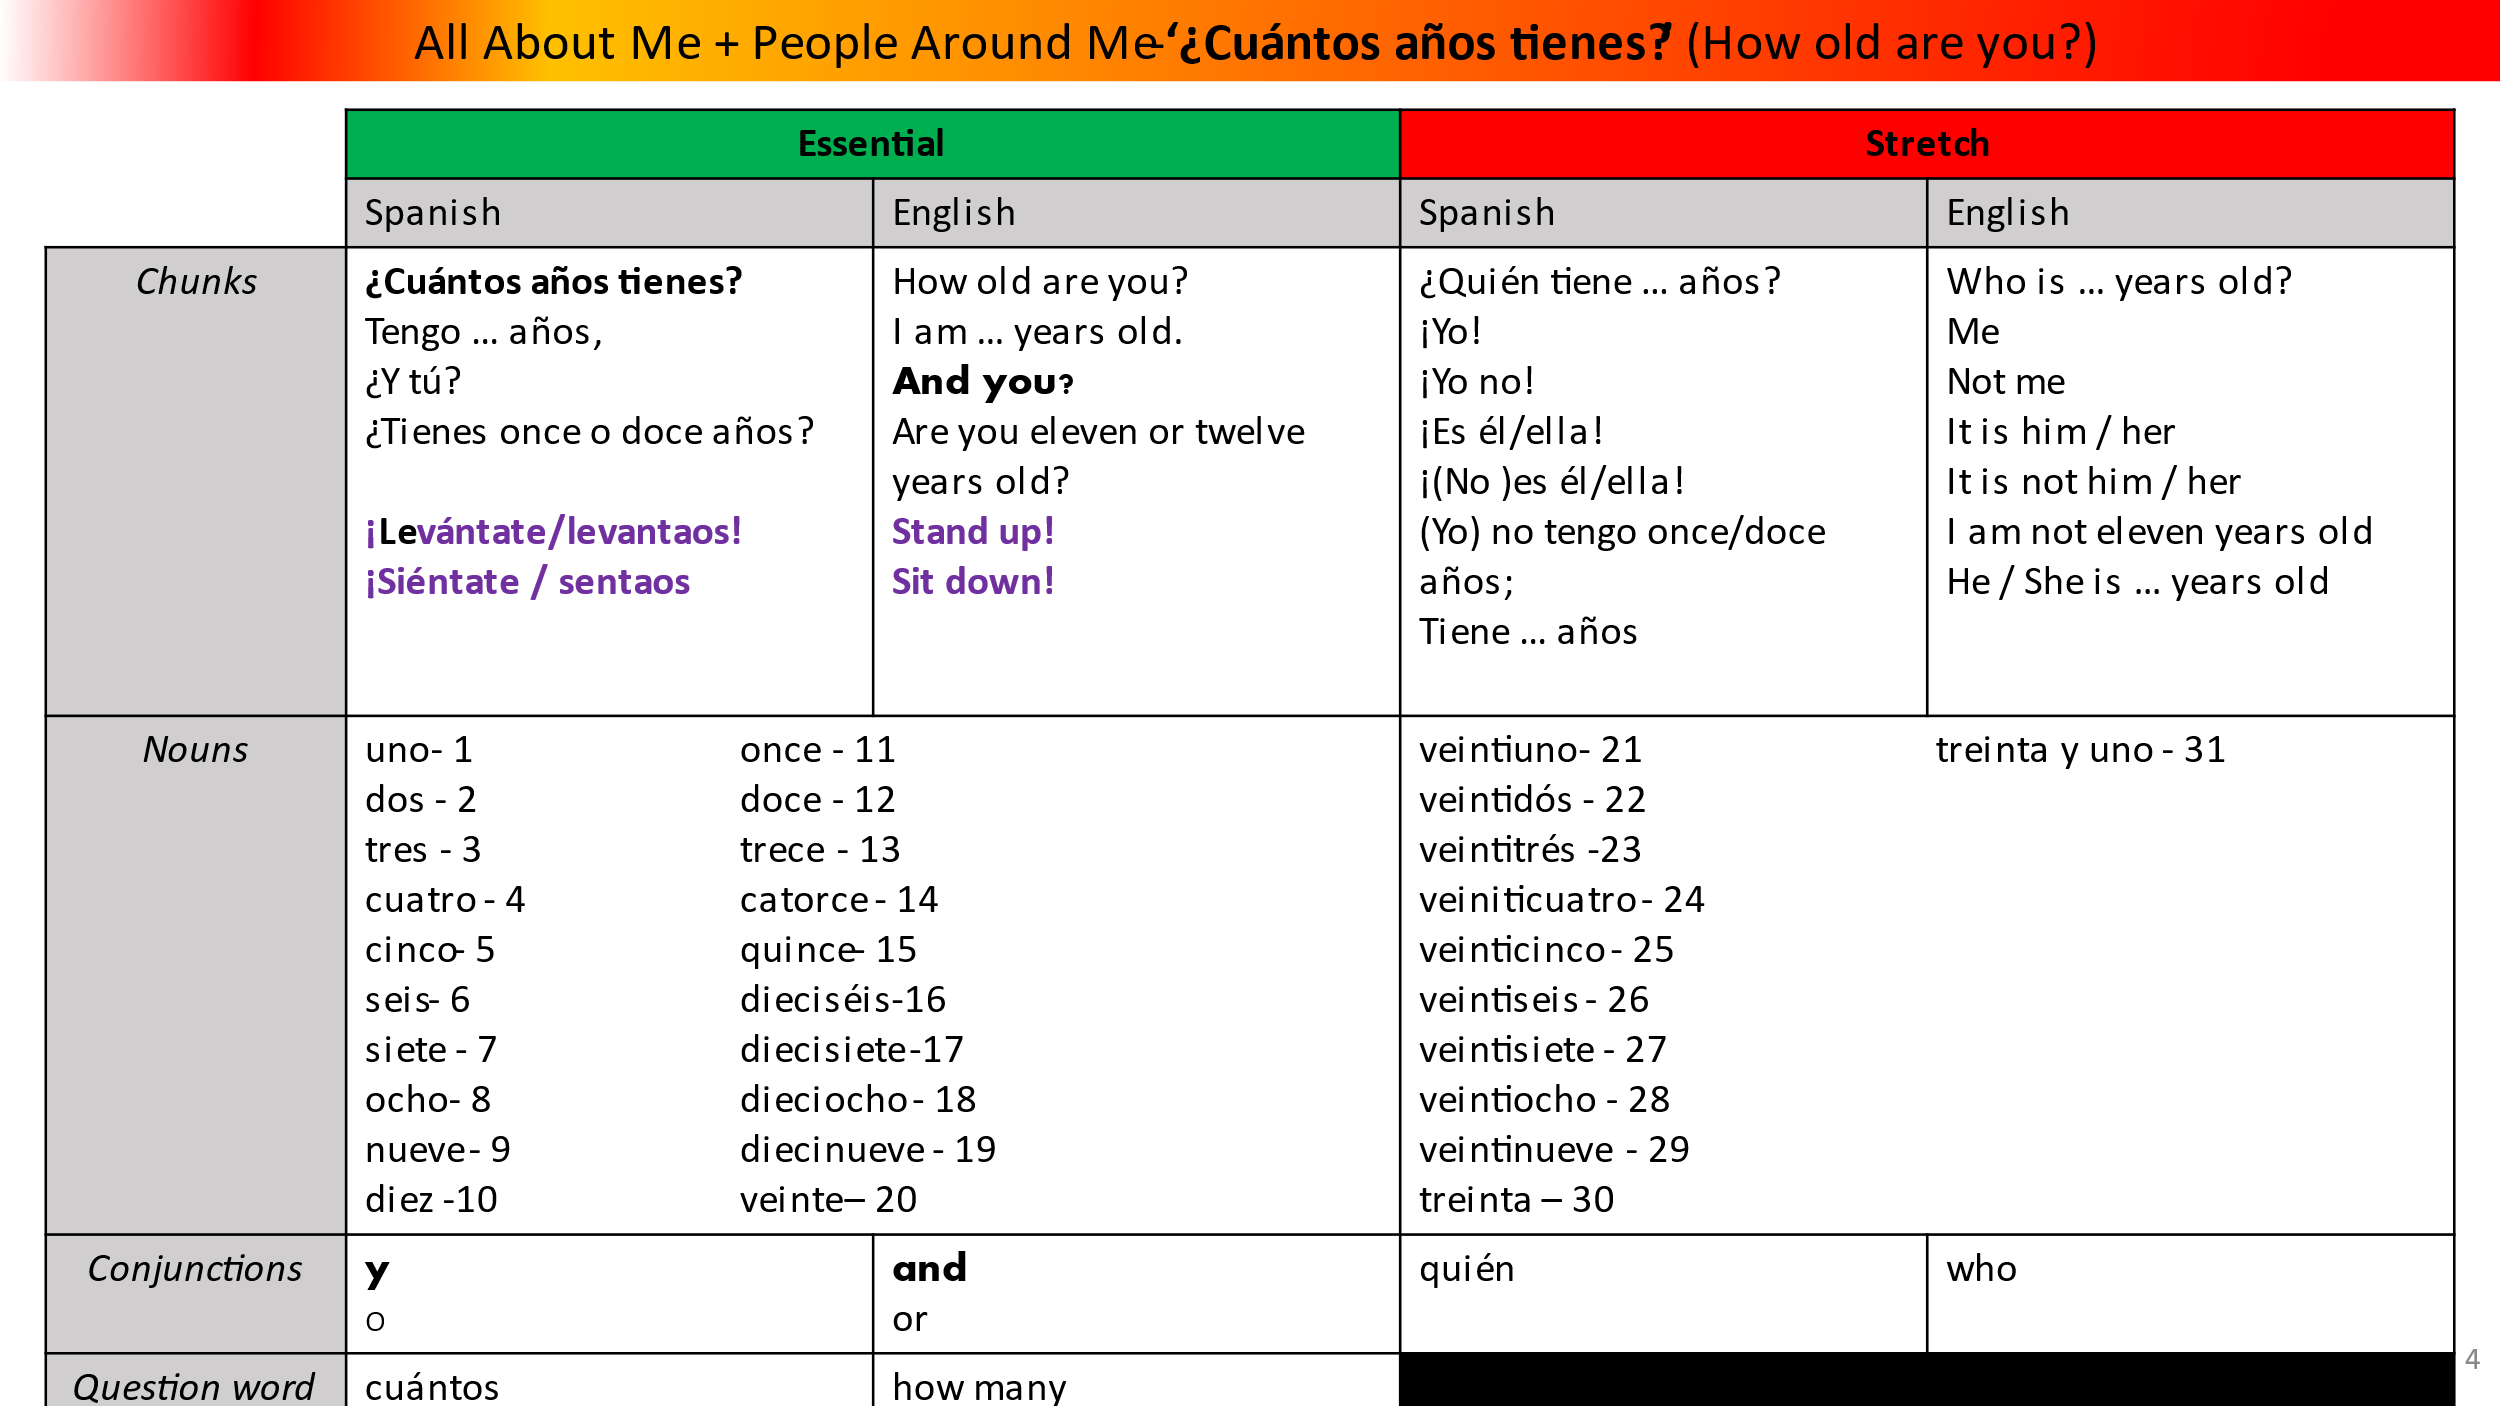 All About Me + People Around Me-‘¿Cuántos años tienes?’ (How old are you?)
Essential
Stretch
Spanish
English
Spanish
English
Chunks
¿Cuántos años tienes?
Tengo … años,
¿Y tú?
¿Tienes once o doce años?
¡Levántate/levantaos!
¡Siéntate / sentaos
How old are you?
I am … years old.
And you?
Are you eleven or twelve
years old?
Stand up!
Sit down!
¿Quién tiene … años?
¡Yo!
¡Yo no!
¡Es él/ella!
¡(No )es él/ella!
(Yo) no tengo once/doce
años;
Tiene … años
Who is … years old?
Me
Not me
It is him / her
It is not him / her
I am not eleven years old
He / She is … years old
Nouns
uno- 1 once - 11
dos - 2 doce - 12
tres - 3 trece - 13
cuatro - 4 catorce - 14
cinco- 5 quince- 15
seis- 6 dieciséis-16
siete - 7 diecisiete-17
ocho- 8 dieciocho - 18
nueve- 9 diecinueve - 19
diez -10 veinte– 20
veintiuno- 21 treinta y uno - 31
veintidós - 22
veintitrés -23
veiniticuatro- 24
veinticinco - 25
veintiseis - 26
veintisiete - 27
veintiocho - 28
veintinueve - 29
treinta – 30
Conjunctions
y
o
and
or
quién
who
Question word
cuántos
how many
4